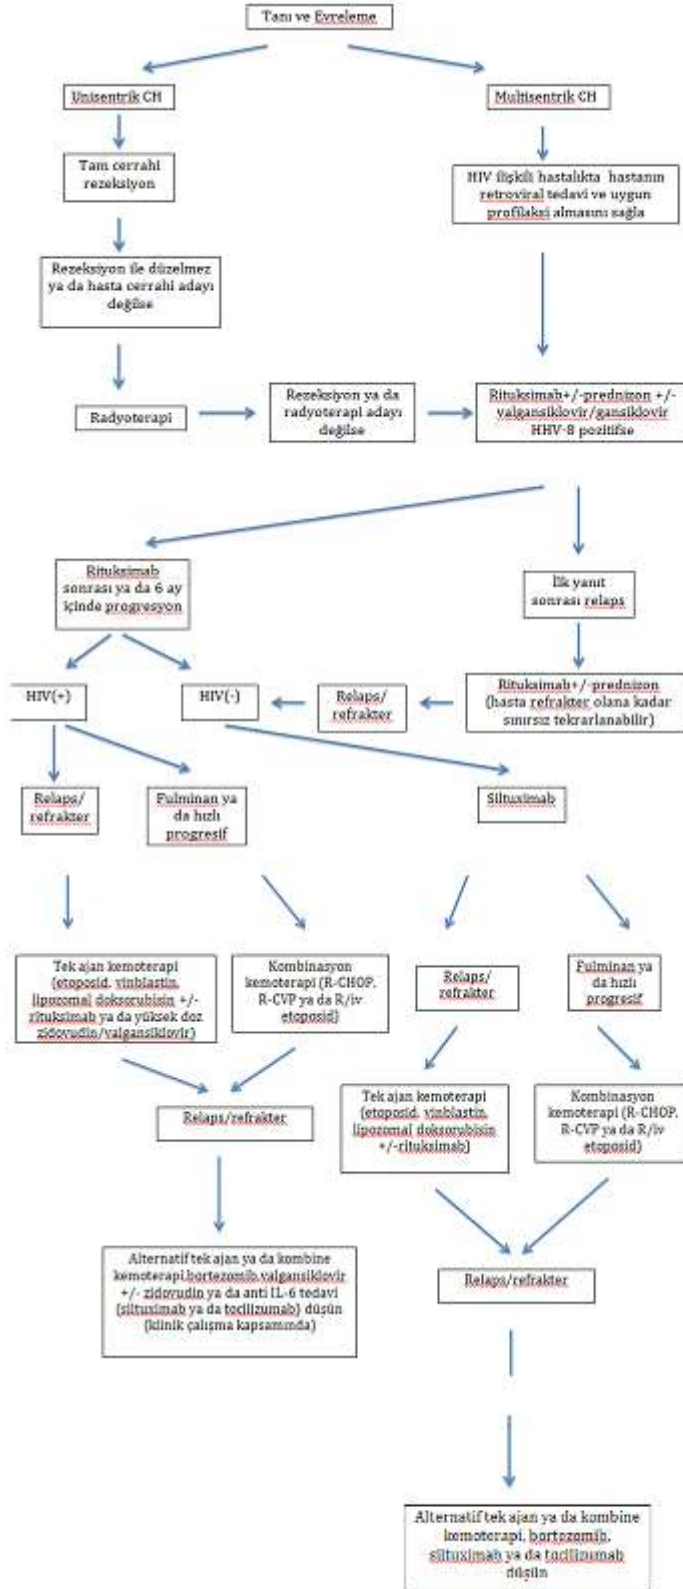 Tanı ve Evreleme
Unisentrik CH
Multisentrik CH
Tam cerrahi
rezeksiyon
HIV ilişkili hastalıkta hastanın
retroviral tedavi ve uygun
profilaksi almasını sağla
Rezeksiyon ile düzelmez
ya da hasta cerrahi adayı
değilse
Radyoterapi
Rezeksiyon ya da
radyoterapi adayı
değilse
Rituksimab+/-prednizon +/-
valgansiklovir/gansiklovir
HHV-8 pozitifse
Rituksimab
sonrası ya da 6 ay
içinde progresyon
İlk yanıt
sonrası relaps
HIV(+)
HIV(-)
Relaps/
refrakter
Rituksimab+/-prednizon
(hasta refrakter olana kadar
sınırsız tekrarlanabilir)
Relaps/
refrakter
Fulminan ya
da hızlı
progresif
Siltuximab
Tek ajan kemoterapi
(etoposid, vinblastin,
lipozomal doksorubisin +/-
rituksimab ya da yüksek doz
zidovudin/valgansiklovir)
Kombinasyon
kemoterapi (R-CHOP,
R-CVP ya da R/iv
etoposid)
Relaps/
refrakter
Fulminan ya
da hızlı
progresif
Relaps/refrakter
Tek ajan kemoterapi
(etoposid, vinblastin,
lipozomal doksorubisin
+/-rituksimab)
Kombinasyon
kemoterapi (R-CHOP,
R-CVP ya da R/iv
etoposid)
Alternatif tek ajan ya da kombine
kemoterapi,bortezomib,valgansiklovir
+/- zidovudin ya da anti IL-6 tedavi
(siltuximab ya da tocilizumab) düşün
(klinik çalışma kapsamında)
Relaps/refrakter
Alternatif tek ajan ya da kombine
kemoterapi, bortezomib,
siltuximab ya da tocilizumab
düşün